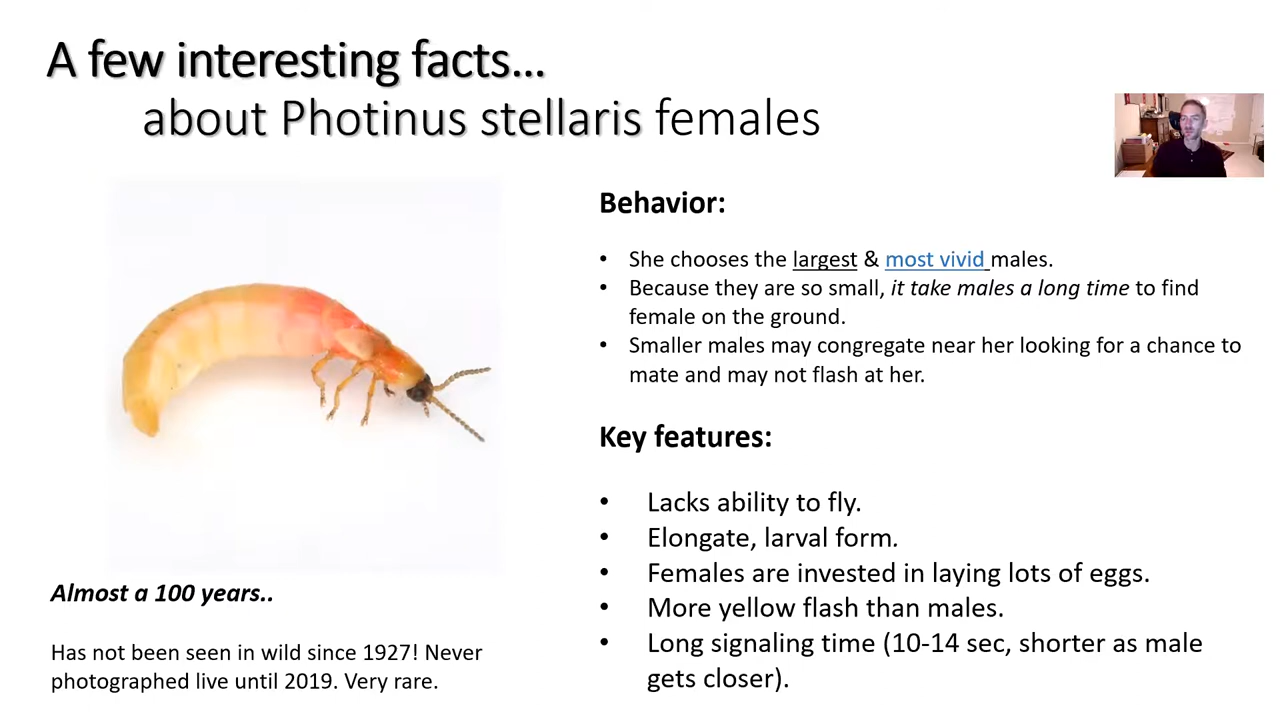 A few interesting facts...
about Photinus stellaris females
Behavior:
• She chooses the largest & most vivid males.
• Because they are so small, it take males a long time to find
female on the ground.
• Smaller males may congregate near her looking for a chance to
mate and may not flash at her.
Key features:
• Lacks ability to fly.
• Elongate, larval form.
• Females are invested in laying lots of eggs.
• More yellow flash than males.
• Long signaling time (10-14 sec, shorter as male
gets closer).
Almost a 100 years..
Has not been seen in wild since 1927! Never
photographed live until 2019. Very rare.